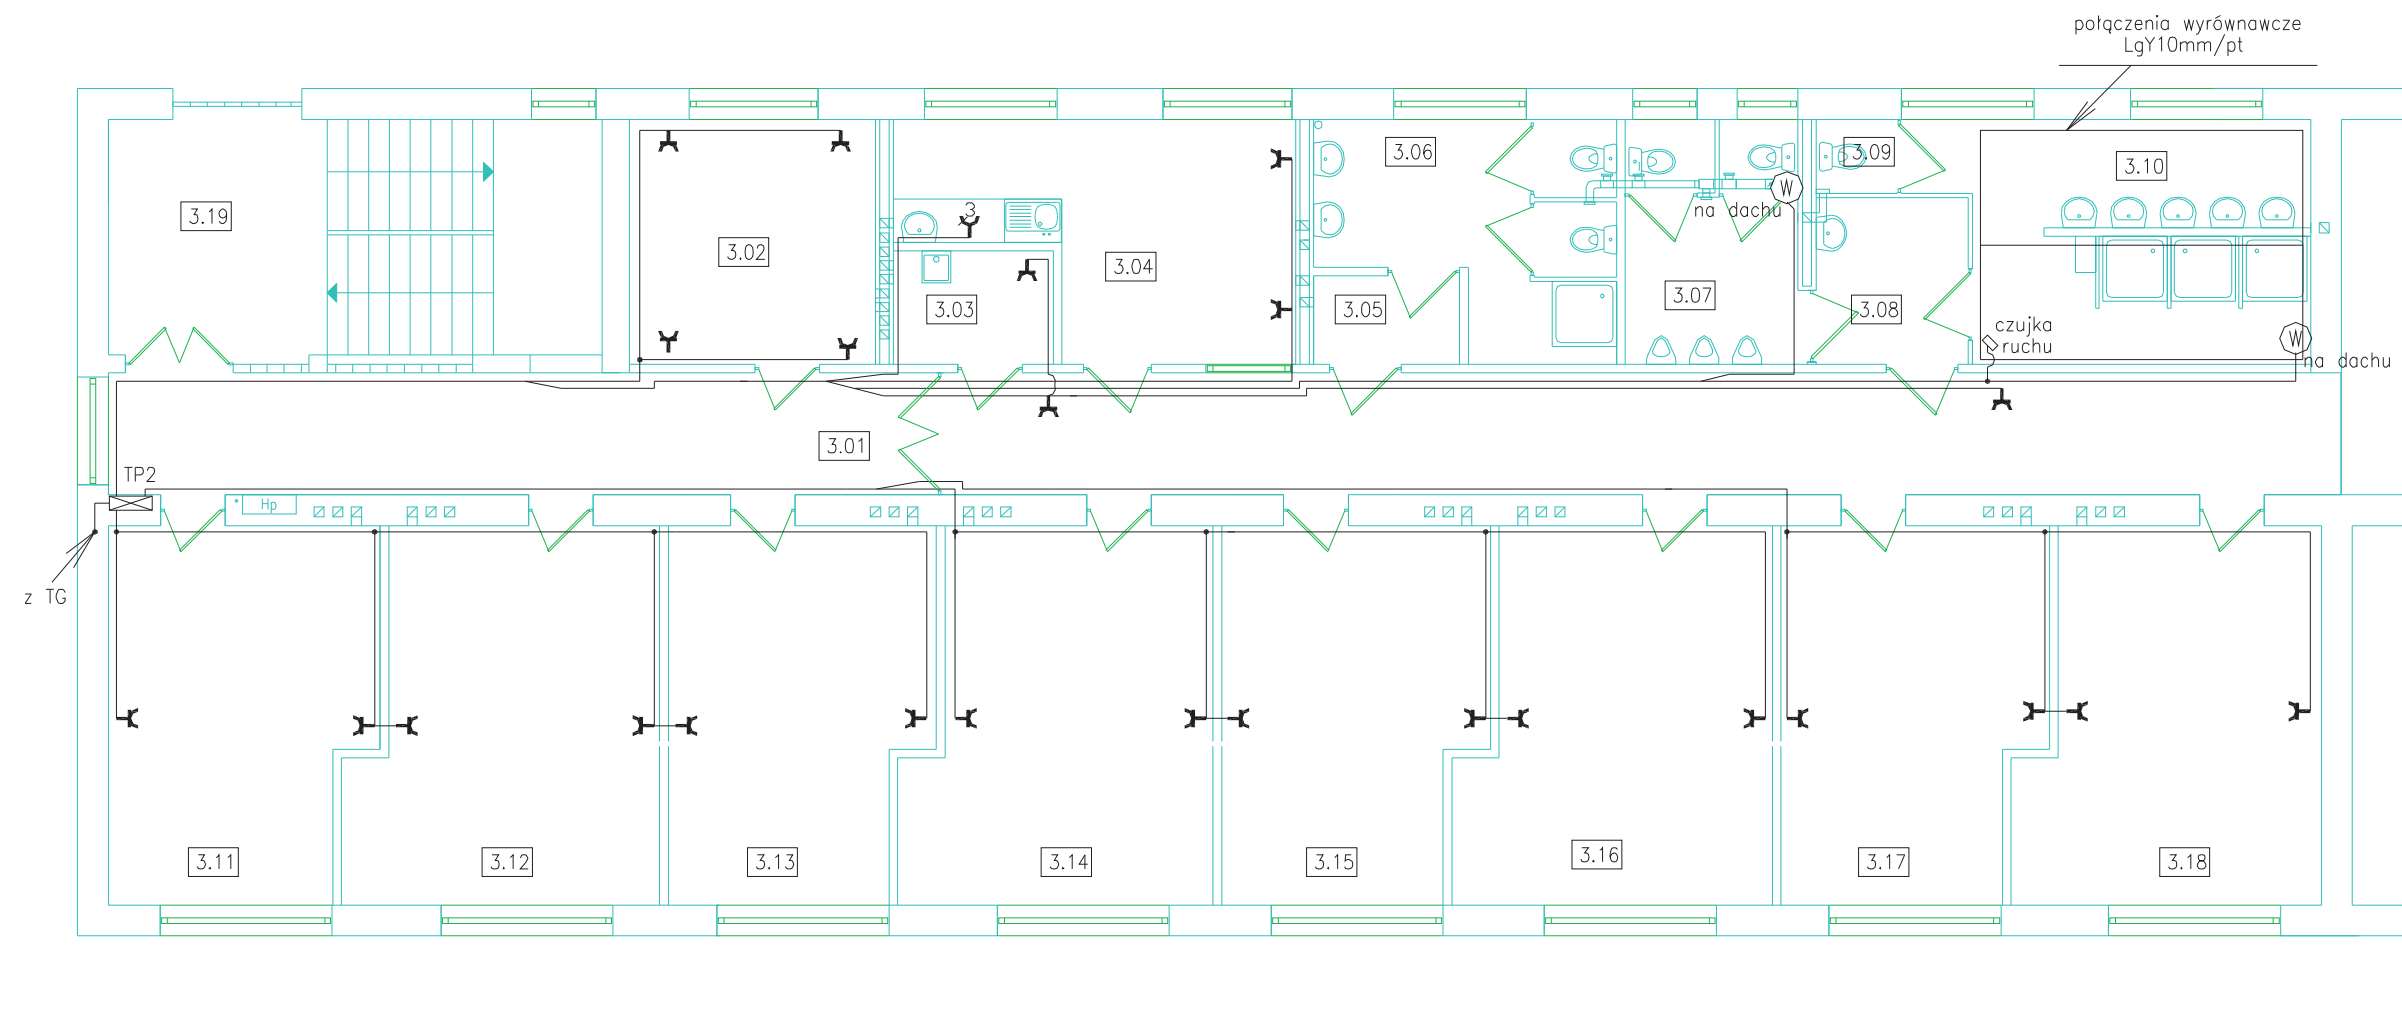 połączenia wyrównawcze
LgY10mm/pt
3.06
3.09
3.10
3.19
3
W
na dachu
3.02
3.04
3.03
3.05
3.07
3.08
czujka
ruchu
W
na dachu
3.01
TP2
Hp
z TG
3.11
3.12
3.13
3.14
3.15
3.16
3.17
3.18